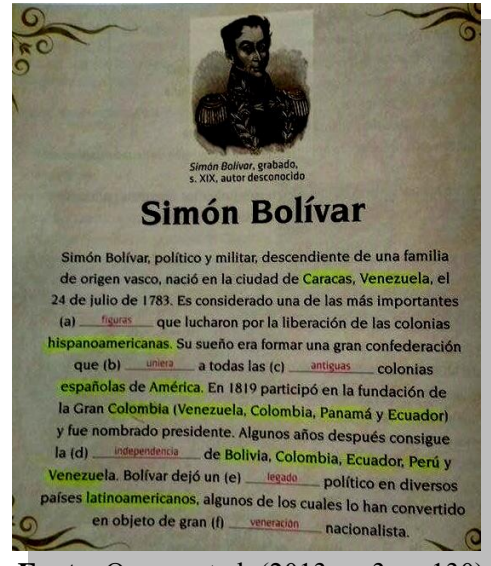 Simón Bolívar, grabado,
s. XIX, autor desconocido
Simón Bolívar
Simón Bolívar, político y militar, descendiente de una familia
de origen vasco, nació en la ciudad de Caracas, Venezuela, el
24 de julio de 1783. Es considerado una de las más importantes
(a) figuras que lucharon por la liberación de las colonias
hispanoamericanas. Su sueño era formar una gran confederación
que (b) uniera a todas las (c) antiguas colonias
españolas de América. En 1819 participó en la fundación de
la Gran Colombia (Venezuela, Colombia, Panamá y Ecuador)
y fue nombrado presidente. Algunos años después consigue
la (d) independencia de Bolivia, Colombia, Ecuador, Perú y
Venezuela. Bolívar dejó un (e) legado político en diversos
países latinoamericanos, algunos de los cuales lo han convertido
en objeto de gran (f) veneración nacionalista.